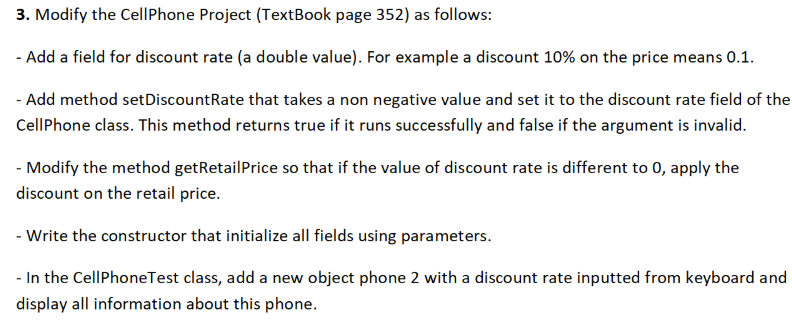 3. Modify the CellPhone Project (TextBook page 352) as follows:
- Add a field for discount rate (a double value). For example a discount 10% on the price means 0.1.
- Add method setDiscountRate that takes a non negative value and set it to the discount rate field of the
CellPhone class. This method returns true if it runs successfully and false if the argument is invalid.
- Modify the method getRetailPrice so that if the value of discount rate is different to 0, apply the
discount on the retail price.
- Write the constructor that initialize all fields using parameters.
- In the CellPhoneTest class, add a new object phone 2 with a discount rate inputted from keyboard and
display all information about this phone.